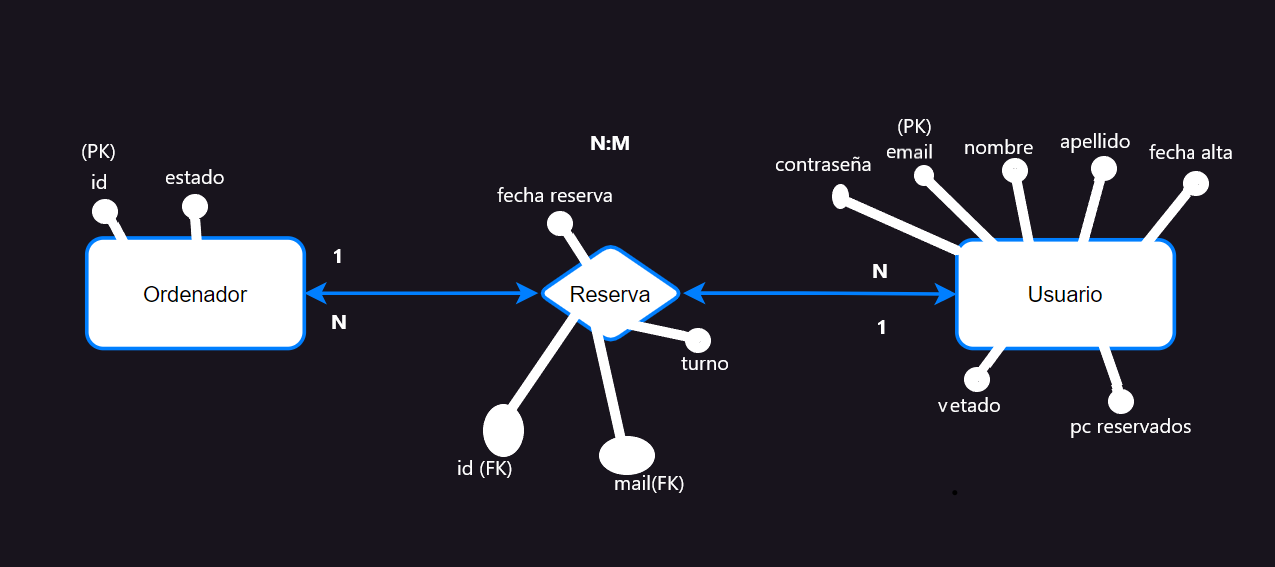 N:M
(PK)
id
estado
Ordenador
1
N
fecha reserva
Reserva
turno
id (FK)
mail(FK)
N
1
contraseña
(PK)
email
nombre
apellido
fecha alta
Usuario
vetado
pc reservados